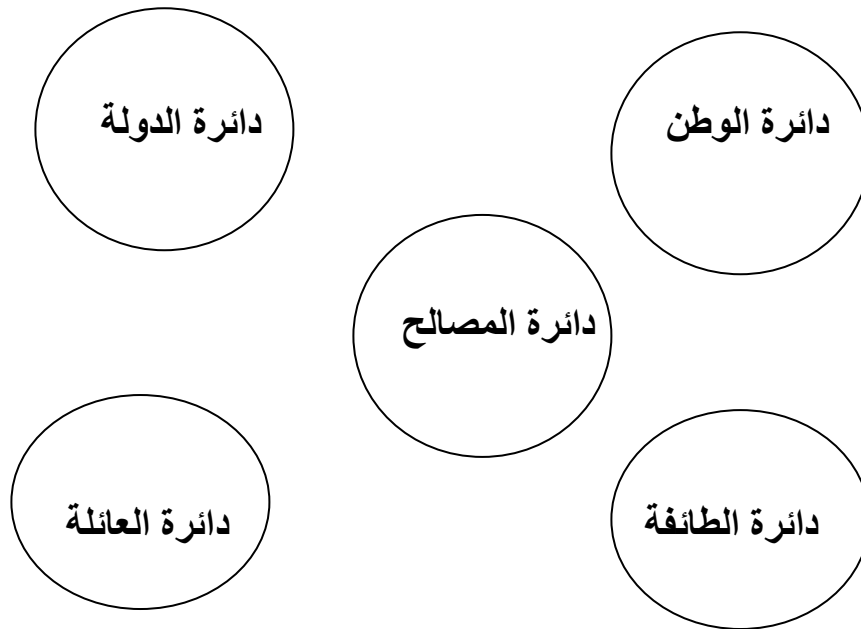 دائرة الوطن
دائرة الدولة
دائرة المصالح
دائرة الطائفة
دائرة العائلة